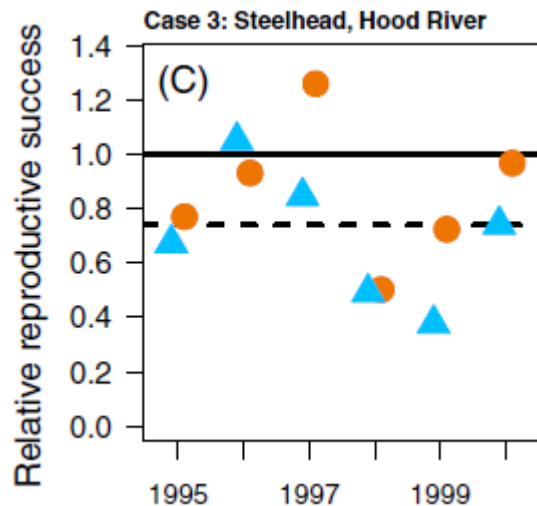 Case 3: Steelhead, Hood River
(C)
Relative reproductive success
1.4
1.2
1.0
0.8
0.6
0.4
0.2
0.0
1995 1997 1999